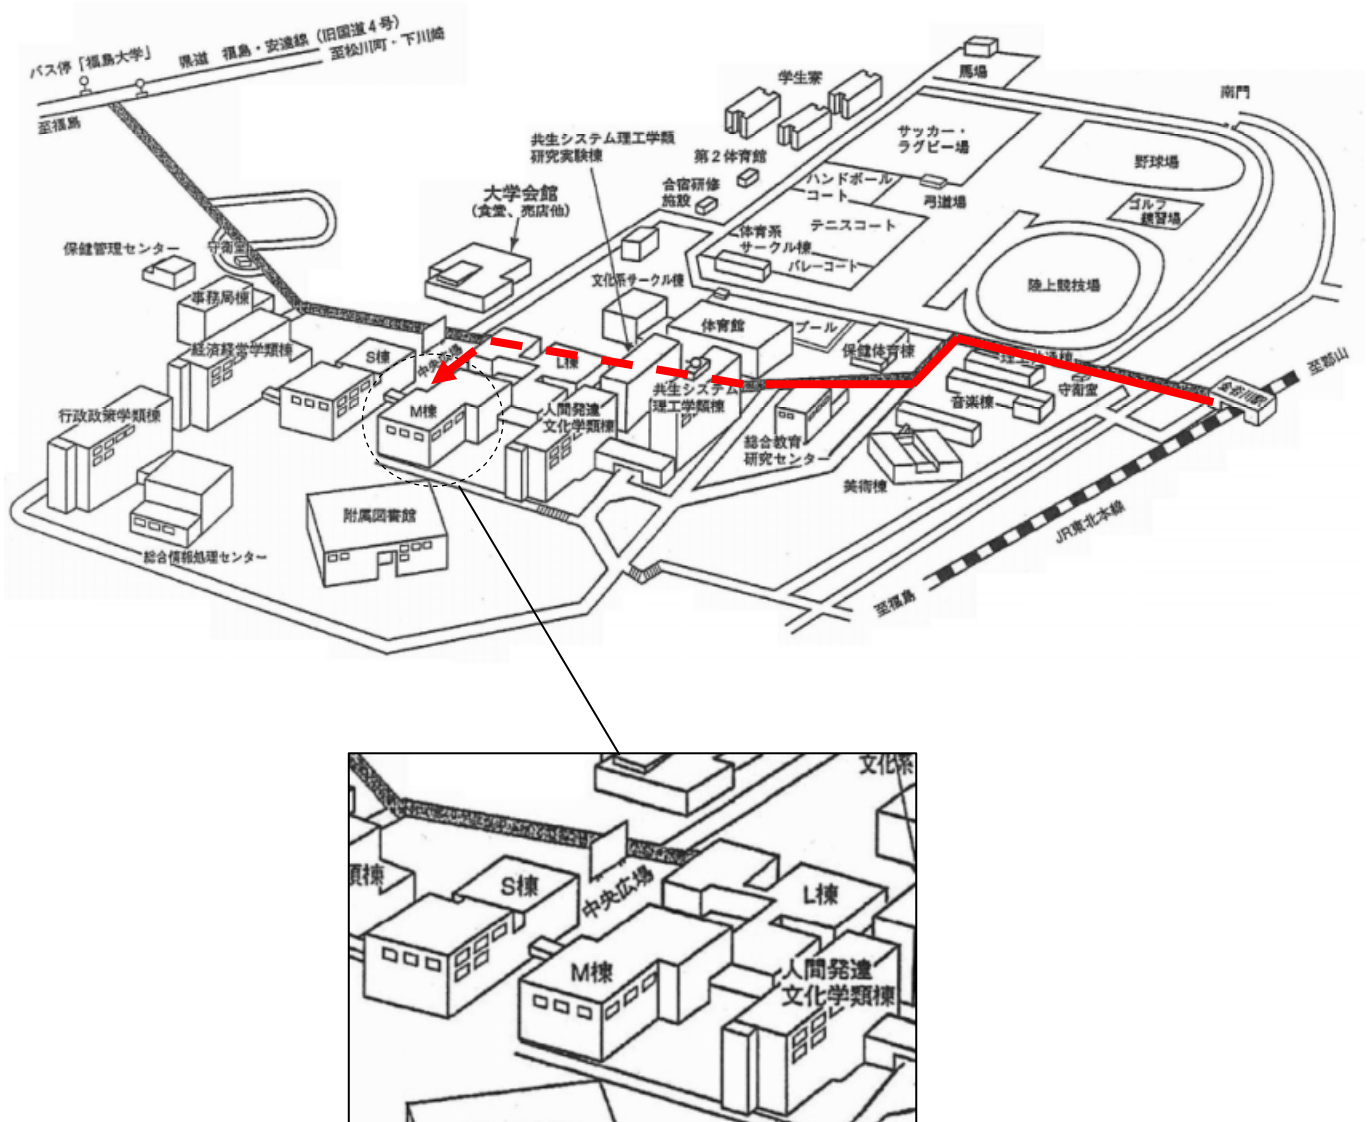 バス停「福島大学」
県道　福島・安達線（旧国道４号）
至松川町・下川崎
至福島
学生寮
馬場
南門
共生システム理工学類
研究実験棟
サッカー・
ラグビー場
野球場
第２体育館
大学会館
（食堂、売店他）
合宿研修
施設
ハンドボール
コート
弓道場
ゴルフ
練習場
テニスコート
体育系
サークル棟
バレーコート
保健管理センター
守衛室
文化系サークル棟
陸上競技場
事務局棟
体育館
プール
経済経営学類棟
S棟
中央広場
L棟
保健体育棟
至郡山
共生システム
理工学類棟
守衛室
金谷川駅
行政政策学類棟
M棟
人間発達
文化学類棟
音楽棟
総合教育
研究センター
美術棟
附属図書館
JR東北本線
総合情報処理センター
至福島
文化系
類棟
S棟
中央広場
L棟
M棟
人間発達
文化学類棟